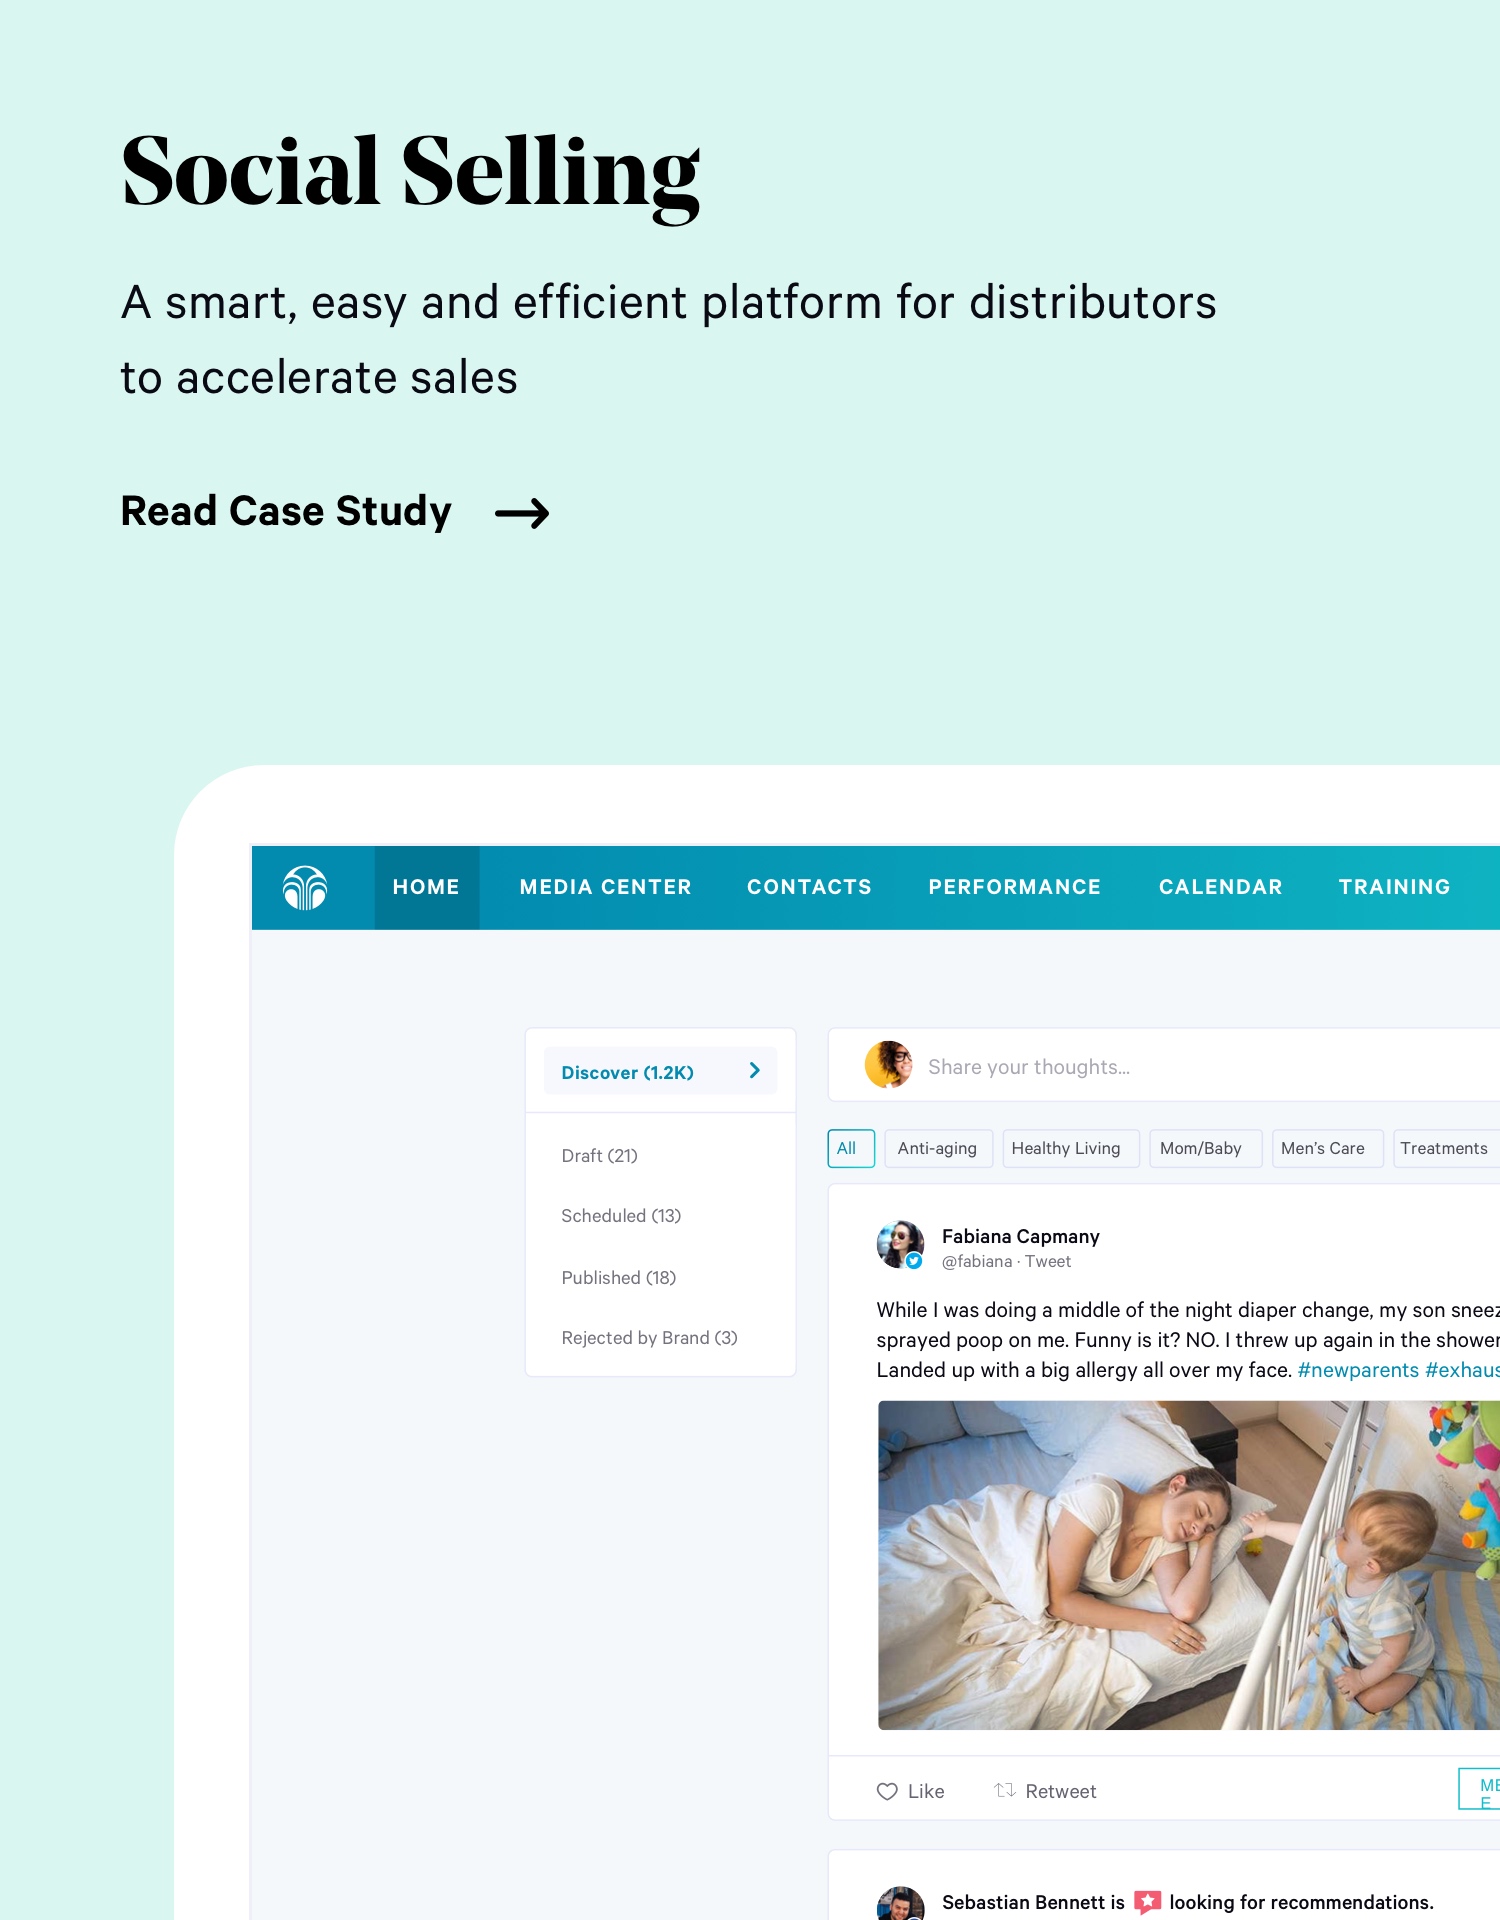 Social Selling
A smart, easy and efficient platform for distributors
to accelerate sales
Read Case Study
HOME MEDIA CENTER CONTACTS PERFORMANCE CALENDAR TRAINING
Discover (1.2K)
Draft (21)
Scheduled (13)
Published (18)
Rejected by Brand (3)
Share your thoughts...
All Anti-aging Healthy Living Mom/Baby Men's Care Treatments
Fabiana Capmany
@fabiana · Tweet
While I was doing a middle of the night diaper change, my son sneez
sprayed poop on me. Funny is it? NO. I threw up again in the shower
Landed up with a big allergy all over my face. #newparents #exhaus
Like Retweet
Sebastian Bennett is looking for recommendations.